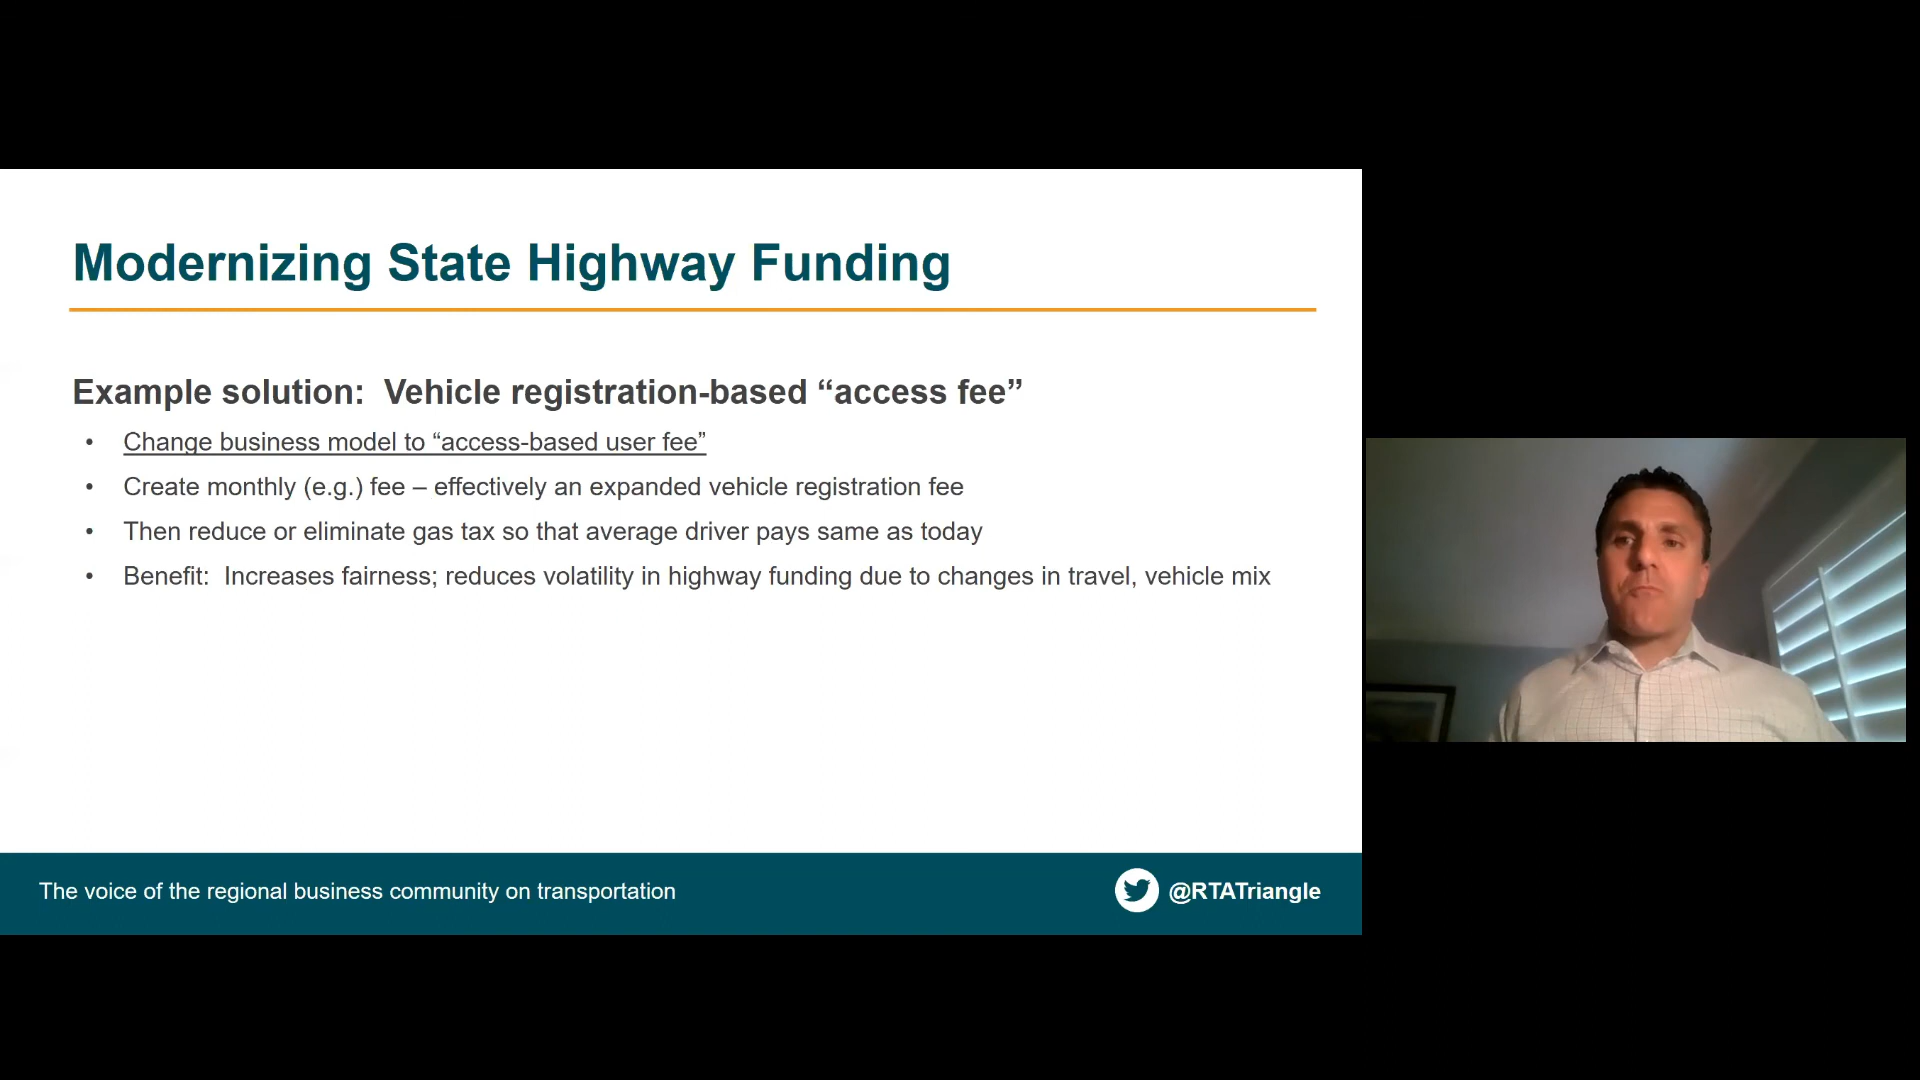 Modernizing State Highway Funding
Example solution:  Vehicle registration-based “access fee”
• Change business model to “access-based user fee”
• Create monthly (e.g.) fee – effectively an expanded vehicle registration fee
• Then reduce or eliminate gas tax so that average driver pays same as today
• Benefit:  Increases fairness; reduces volatility in highway funding due to changes in travel, vehicle mix
The voice of the regional business community on transportation
@RTATriangle